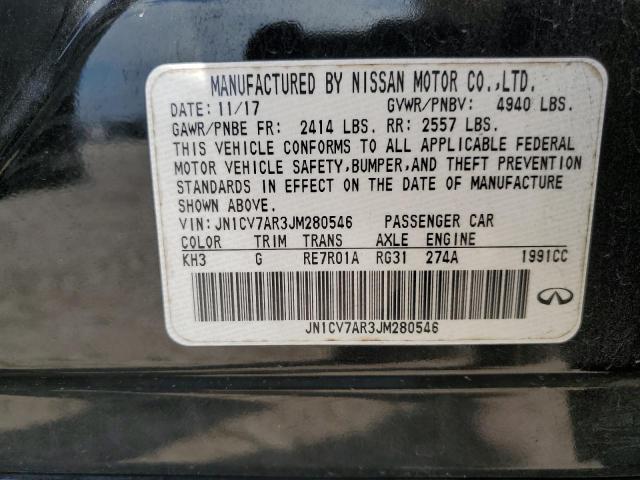 MANUFACTURED BY NISSAN MOTOR CO.,LTD.
DATE: 11/17 GVWR/PNBV: 4940 LBS.
GAWR/PNBE FR: 2414 LBS. RR: 2557 LBS.
THIS VEHICLE CONFORMS TO ALL APPLICABLE FEDERAL
MOTOR VEHICLE SAFETY,BUMPER,AND THEFT PREVENTION
STANDARDS IN EFFECT ON THE DATE OF MANUFACTURE
SHOWN ABOVE.
VIN: JN1CV7AR3JM280546 PASSENGER CAR
COLOR TRIM TRANS AXLE ENGINE
KH3 G RE7R01A RG31 274A 1991CC
JN1CV7AR3JM280546